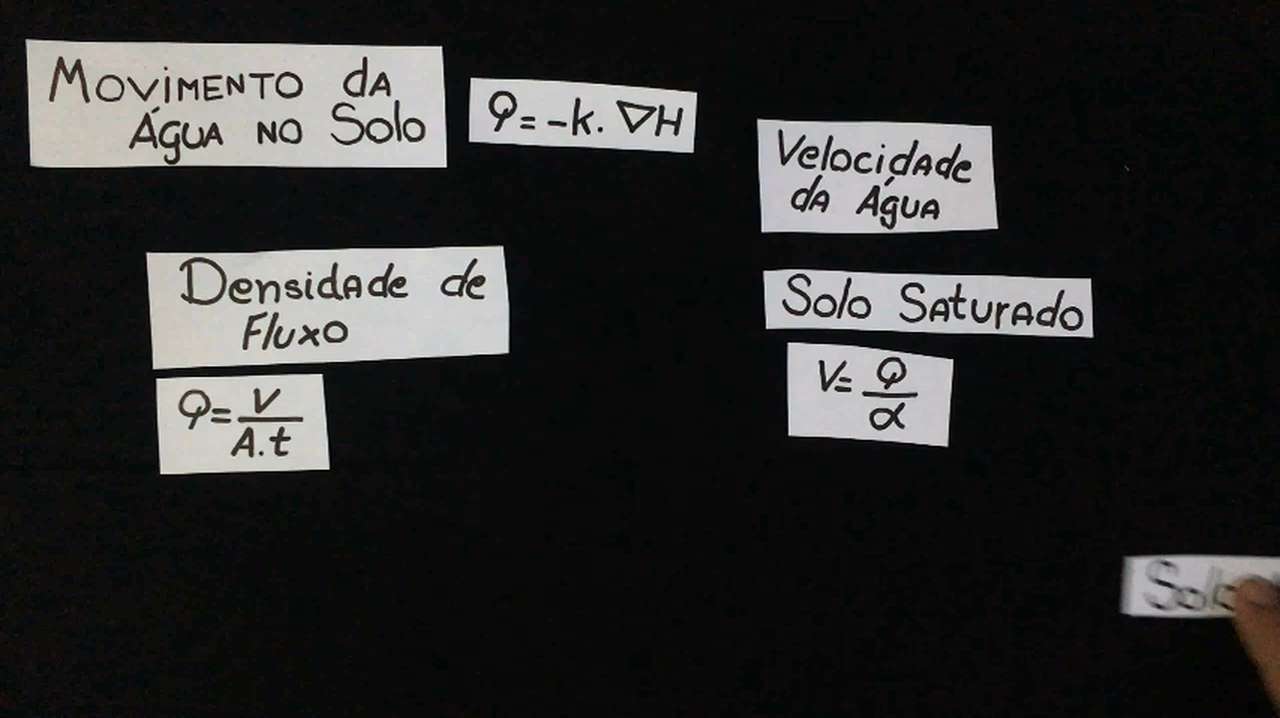 Movimento da
Água no Solo
Q=-k. ∇H
Velocidade
da Água
Densidade de
Fluxo
Solo Saturado
Q=V/A.t
V=Q/α